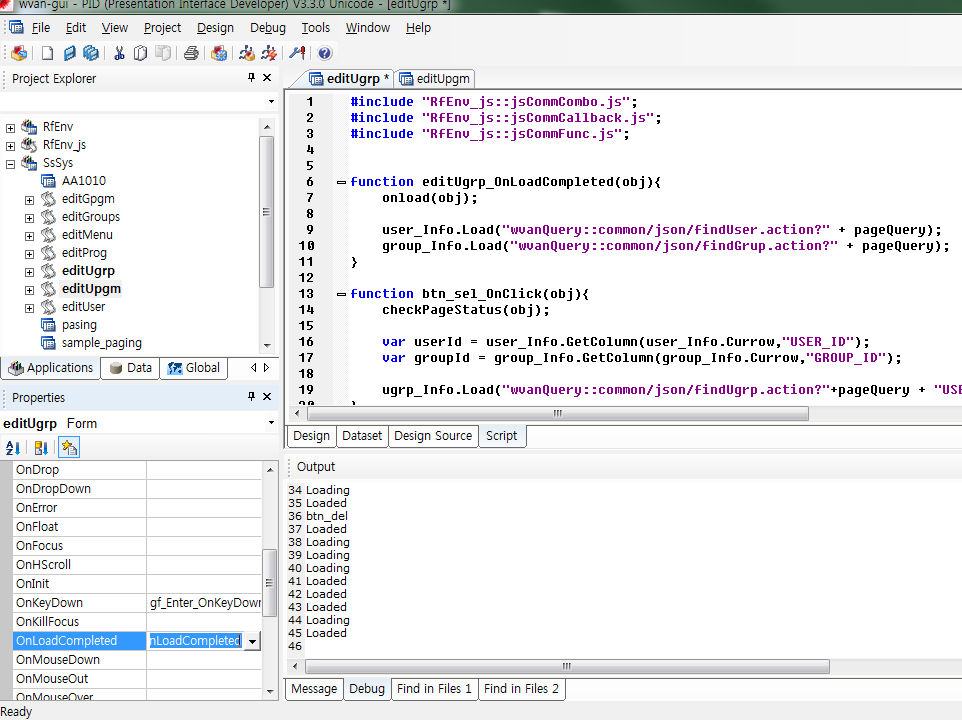 wvan-gui - PID (Presentation Interface Developer) V3.3.0 Unicode - [editUgrp *]
File Edit View Project Design Debug Tools Window Help
Project Explorer
RfEnv
RfEnv_js
SsSys
AA1010
editGpgm
editGroups
editMenu
editProg
editUgrp
editUpgm
editUser
pasing
sample_paging
Applications Data Global
Properties
editUgrp Form
OnDrop
OnDropDown
OnError
OnFloat
OnFocus
OnHScroll
OnInit
OnKeyDown gf_Enter_OnKeyDown
OnKillFocus
OnLoadCompleted nLoadCompleted
OnMouseDown
OnMouseOut
OnMouseOver
editUgrp * editUpgm
1 #include "RfEnv_js::jsCommCombo.js";
2 #include "RfEnv_js::jsCommCallback.js";
3 #include "RfEnv_js::jsCommFunc.js";
4
5
6 function editUgrp_OnLoadCompleted(obj){
7 onload(obj);
8
9 user_Info.Load("wvanQuery::common/json/findUser.action?" + pageQuery);
10 group_Info.Load("wvanQuery::common/json/findGrup.action?" + pageQuery);
11 }
12
13 function btn_sel_OnClick(obj){
14 checkPageStatus(obj);
15
16 var userId = user_Info.GetColumn(user_Info.Currow,"USER_ID");
17 var groupId = group_Info.GetColumn(group_Info.Currow,"GROUP_ID");
18
19 ugrp_Info.Load("wvanQuery::common/json/findUgrp.action?"+pageQuery + "USE
20 }
Design Dataset Design Source Script
Output
34 Loading
35 Loaded
36 btn_del
37 Loaded
38 Loading
39 Loading
40 Loading
41 Loaded
42 Loaded
43 Loaded
44 Loading
45 Loaded
46
Message Debug Find in Files 1 Find in Files 2
Ready